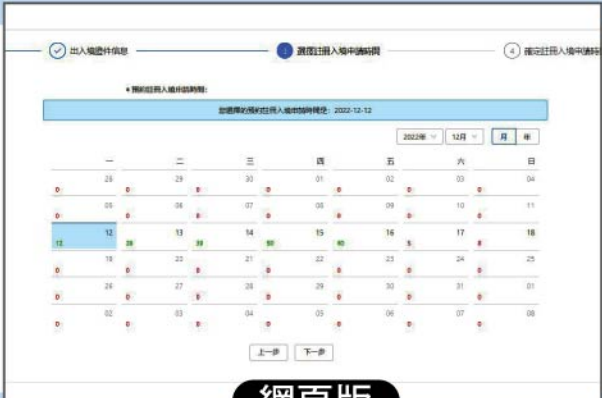 出入境證件信息
選擇註冊入境申請時間
4 確定註冊入境申請時
* 預約註冊入境申請時間：
您選擇的預約註冊入境申請時間是： 2022-12-12
2022年 12月 月 年
一 二 三 四 五 六 日
28 29 30 01 02 03 04
0 0 0 0 0 0 0
05 06 07 08 09 10 11
0 0 0 0 0 0 0
12 13 14 15 16 17 18
12
19 20 21 22 23 24 25
0 0 0 0 0 0 0
26 27 28 29 30 31 01
0 0 0 0 0 0 0
02 03 04 05 06 07 08
0 0 0 0 0 0 0
上一步 下一步
網頁版